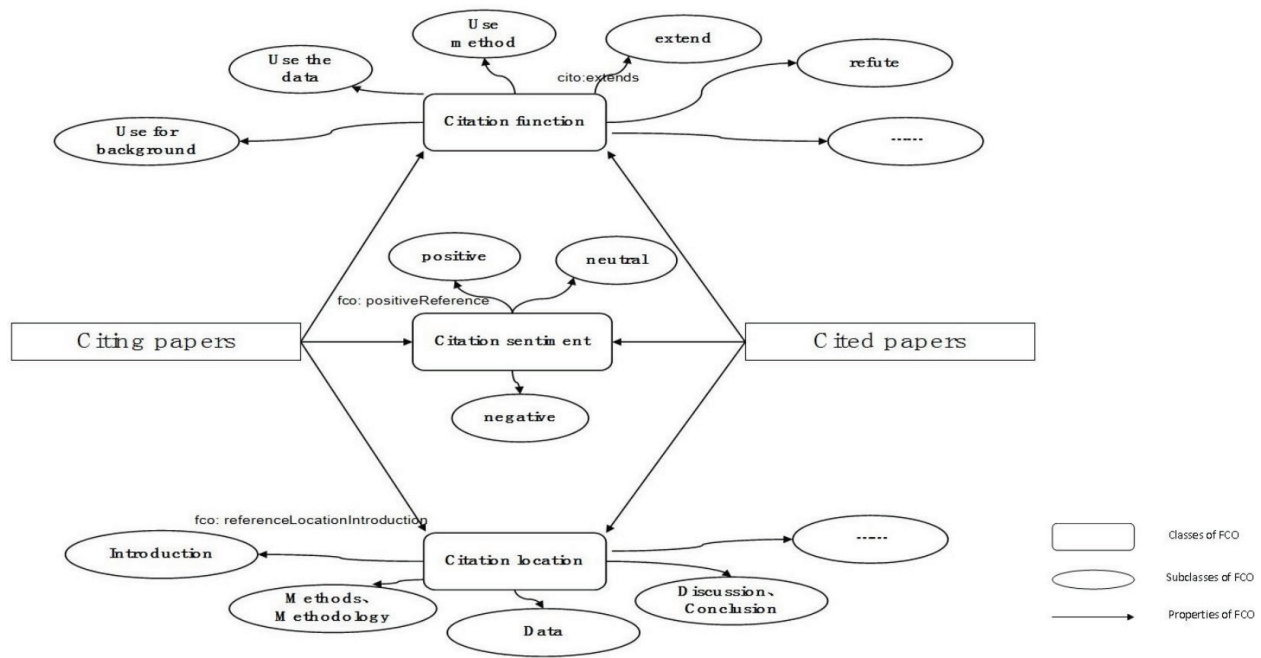 Use
method
extend
Use the
data
cito:extends
refute
Citation function
Use for
background
------
positive
neutral
fco: positiveReference
Citing papers
Citation sentiment
Cited papers
negative
fco: referenceLocationIntroduction
Introduction
Citation location
------
Methods、
Methodology
Data
Discussion、
Conclusion
Classes of FCO
Subclasses of FCO
Properties of FCO